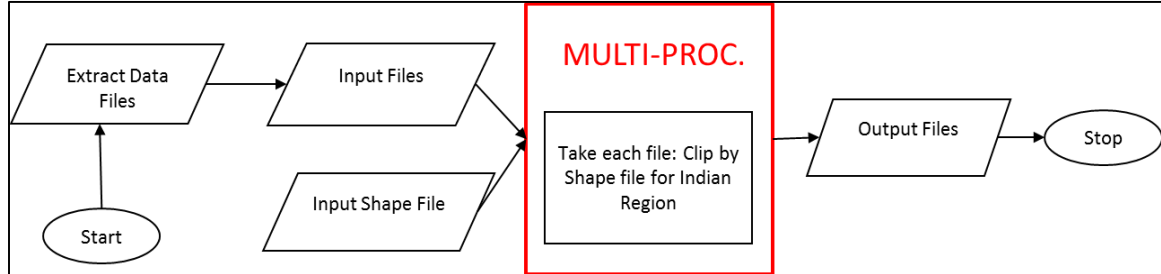 Extract Data
Files
Input Files
MULTI-PROC.
Take each file: Clip by
Shape file for Indian
Region
Output Files
Stop
Input Shape File
Start